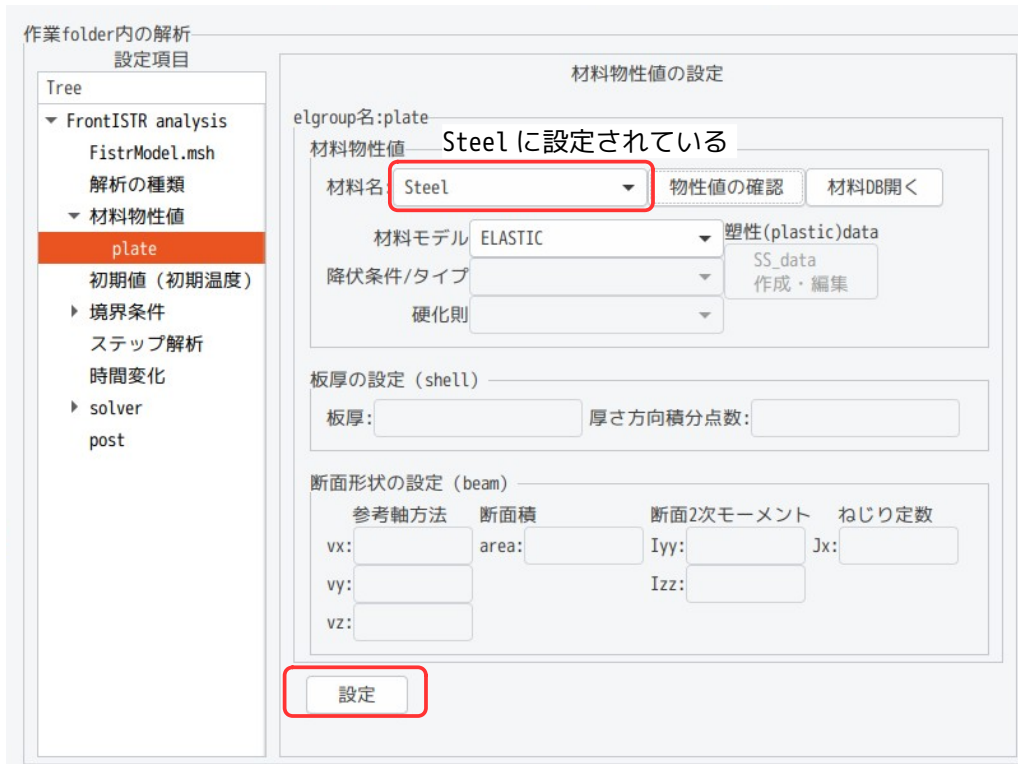 作業folder内の解析
設定項目
Tree
FrontISTR analysis
FistrModel.msh
解析の種類
材料物性値
plate
初期値（初期温度）
境界条件
ステップ解析
時間変化
solver
post
材料物性値の設定
elgroup名:plate
Steel に設定されている
材料物性値
材料名: Steel 物性値の確認 材料DB開く
材料モデル ELASTIC 塑性(plastic)data
降伏条件/タイプ SS_data
作成・編集
硬化則
板厚の設定（shell）
板厚: 厚さ方向積分点数:
断面形状の設定（beam）
参考軸方法 断面積 断面2次モーメント ねじり定数
vx: area: Iyy: Jx:
vy: Izz:
vz:
設定